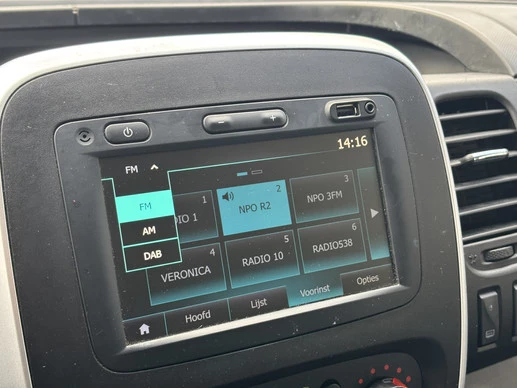 14:16
FM
FM
AM
DAB
DIO 1
1
NPO R2
2
NPO 3FM
3
VERONICA
4
RADIO 10
5
RADIO538
6
Hoofd
Lijst
Voorinst
Opties